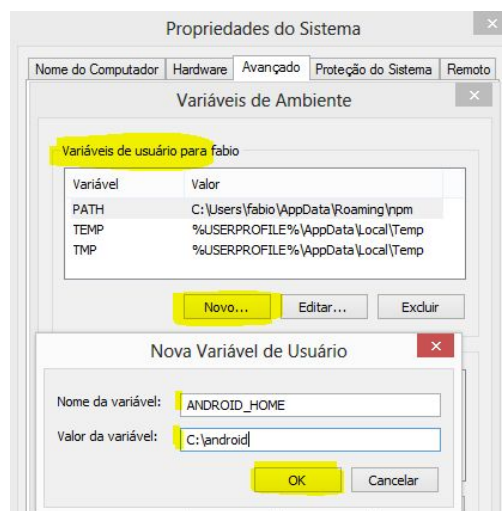 Propriedades do Sistema
Nome do Computador Hardware Avançado Proteção do Sistema Remoto
Variáveis de Ambiente
Variáveis de usuário para fabio
Variável Valor
PATH C:\Users\fabio\AppData\Roaming\npm
TEMP %USERPROFILE%\AppData\Local\Temp
TMP %USERPROFILE%\AppData\Local\Temp
Novo... Editar... Excluir
Nova Variável de Usuário
Nome da variável: ANDROID_HOME
Valor da variável: C:\android
OK Cancelar